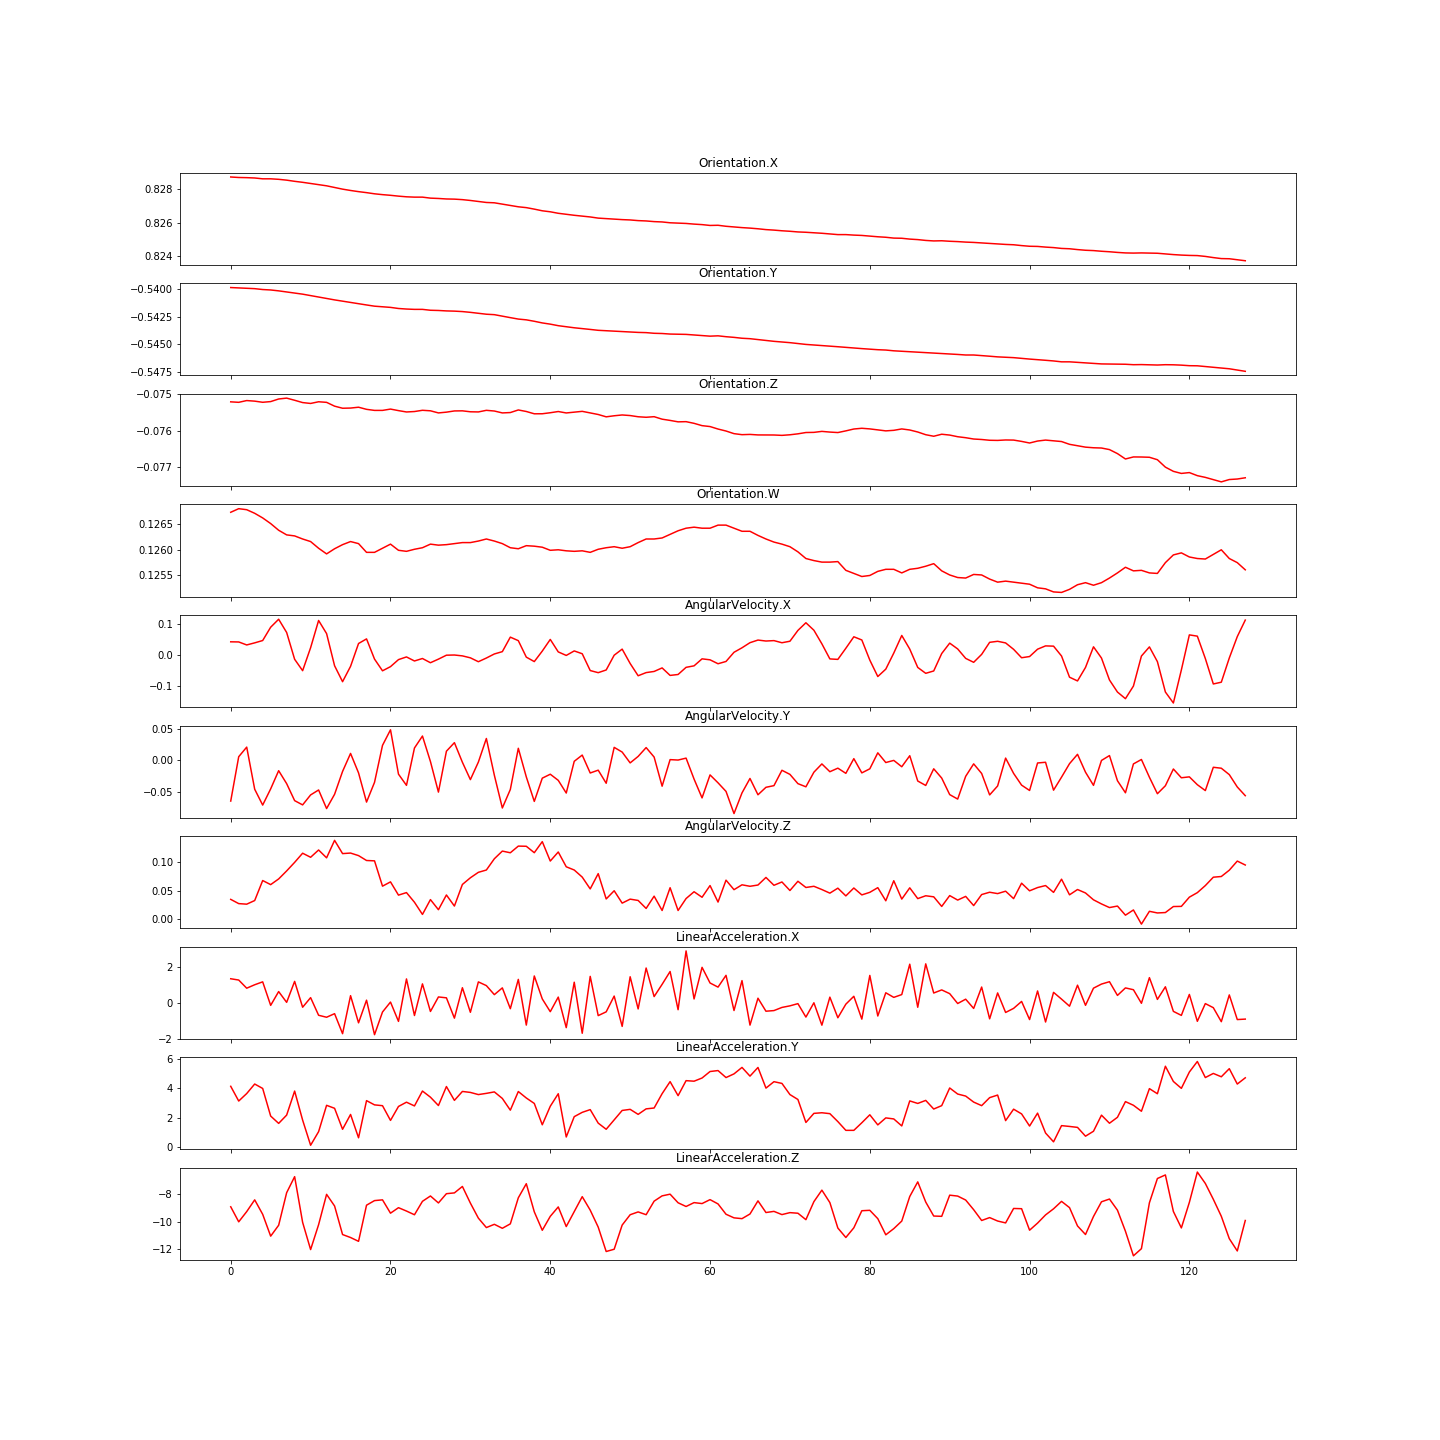 Orientation.X
0.828
0.826
0.824
Orientation.Y
−0.5400
−0.5425
−0.5450
−0.5475
Orientation.Z
−0.075
−0.076
−0.077
Orientation.W
0.1265
0.1260
0.1255
AngularVelocity.X
0.1
0.0
−0.1
AngularVelocity.Y
0.05
0.00
−0.05
AngularVelocity.Z
0.10
0.05
0.00
LinearAcceleration.X
2
0
−2
LinearAcceleration.Y
6
4
2
0
LinearAcceleration.Z
−8
−10
−12
0 20 40 60 80 100 120